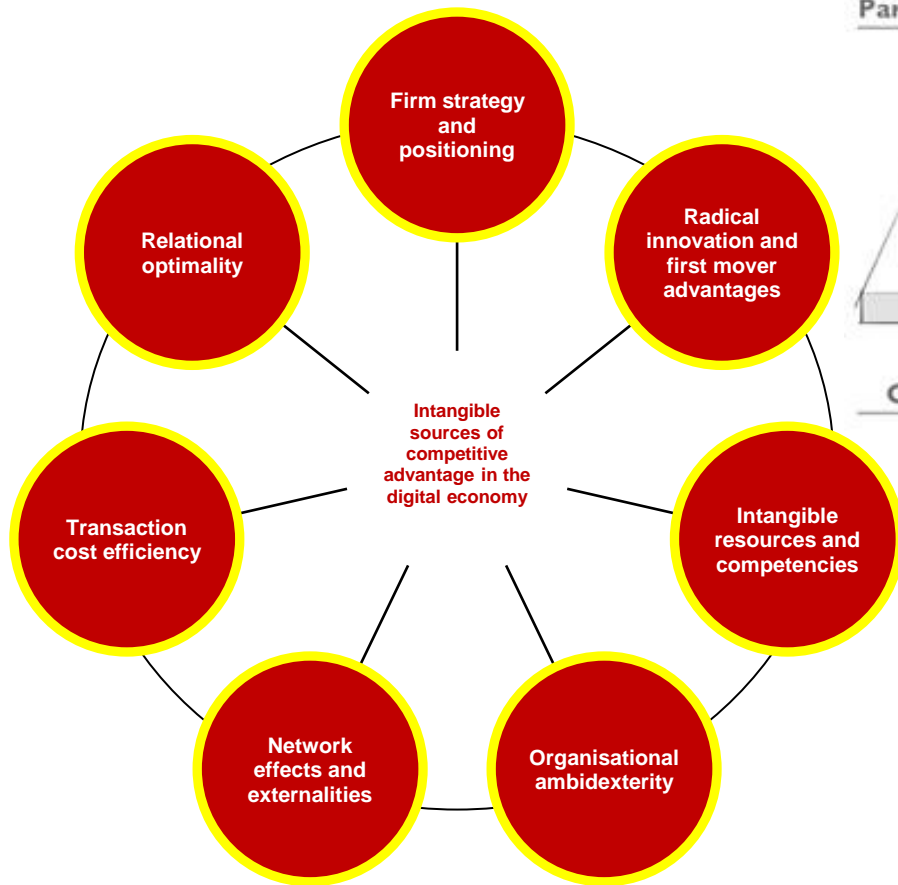 Firm strategy
and
positioning
Radical
innovation and
first mover
advantages
Relational
optimality
Intangible
sources of
competitive
advantage in the
digital economy
Transaction
cost efficiency
Intangible
resources and
competencies
Network
effects and
externalities
Organisational
ambidexterity